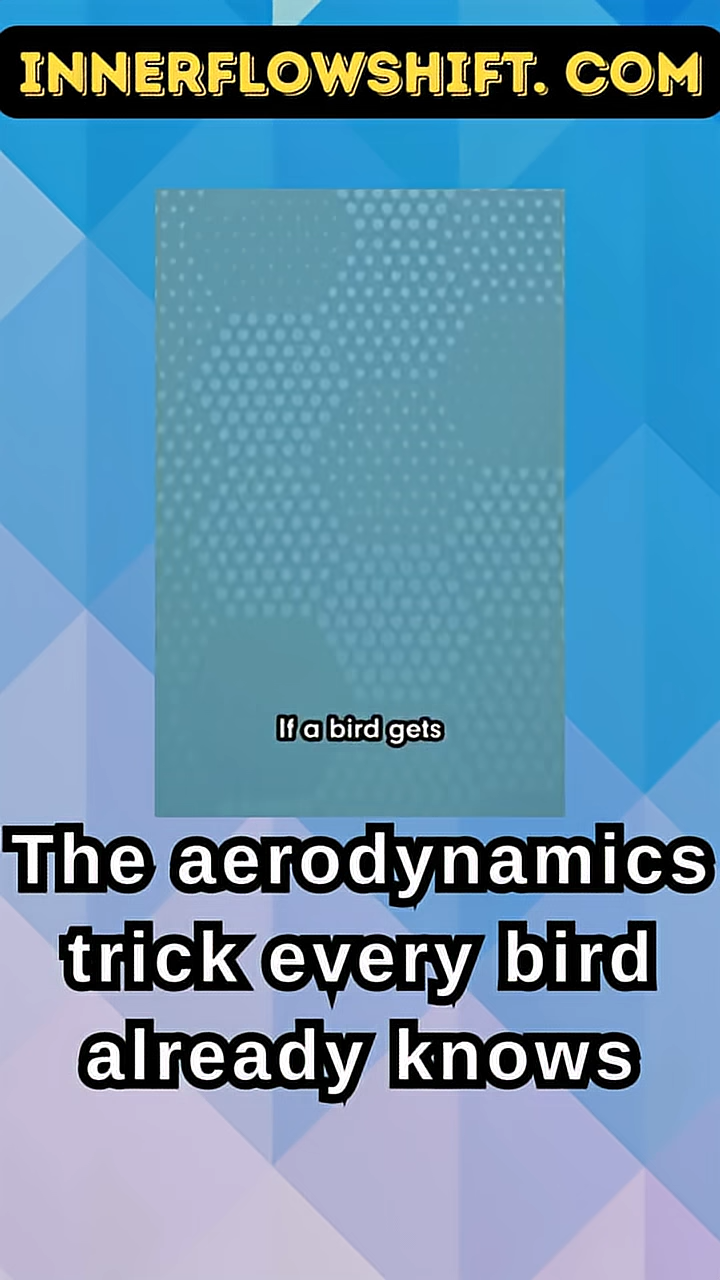 INNERFLOWSHIFT. COM
If a bird gets
The aerodynamics
trick every bird
already knows